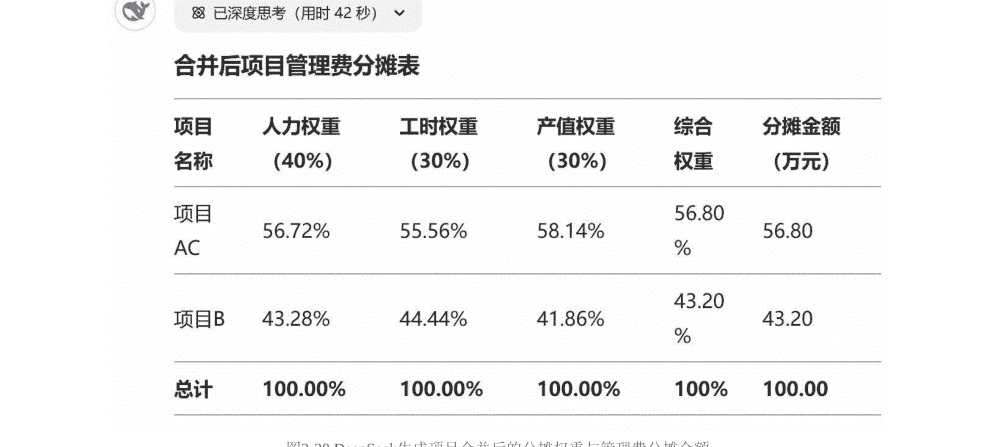 已深度思考（用时 42 秒）
合并后项目管理费分摊表
项目名称 人力权重（40%） 工时权重（30%） 产值权重（30%） 综合权重 分摊金额（万元）
项目AC 56.72% 55.56% 58.14% 56.80% 56.80
项目B 43.28% 44.44% 41.86% 43.20% 43.20
总计 100.00% 100.00% 100.00% 100% 100.00